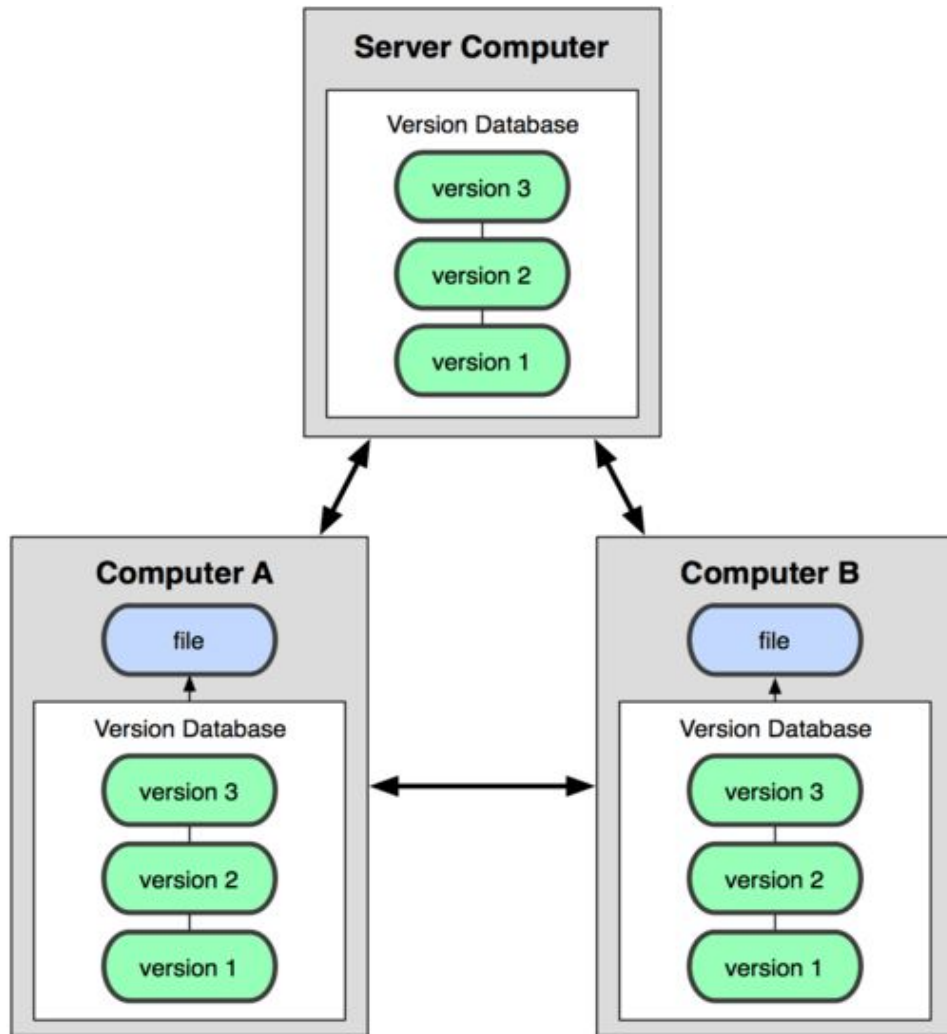 Server Computer
Version Database
version 3
version 2
version 1
Computer A
file
Version Database
version 3
version 2
version 1
Computer B
file
Version Database
version 3
version 2
version 1